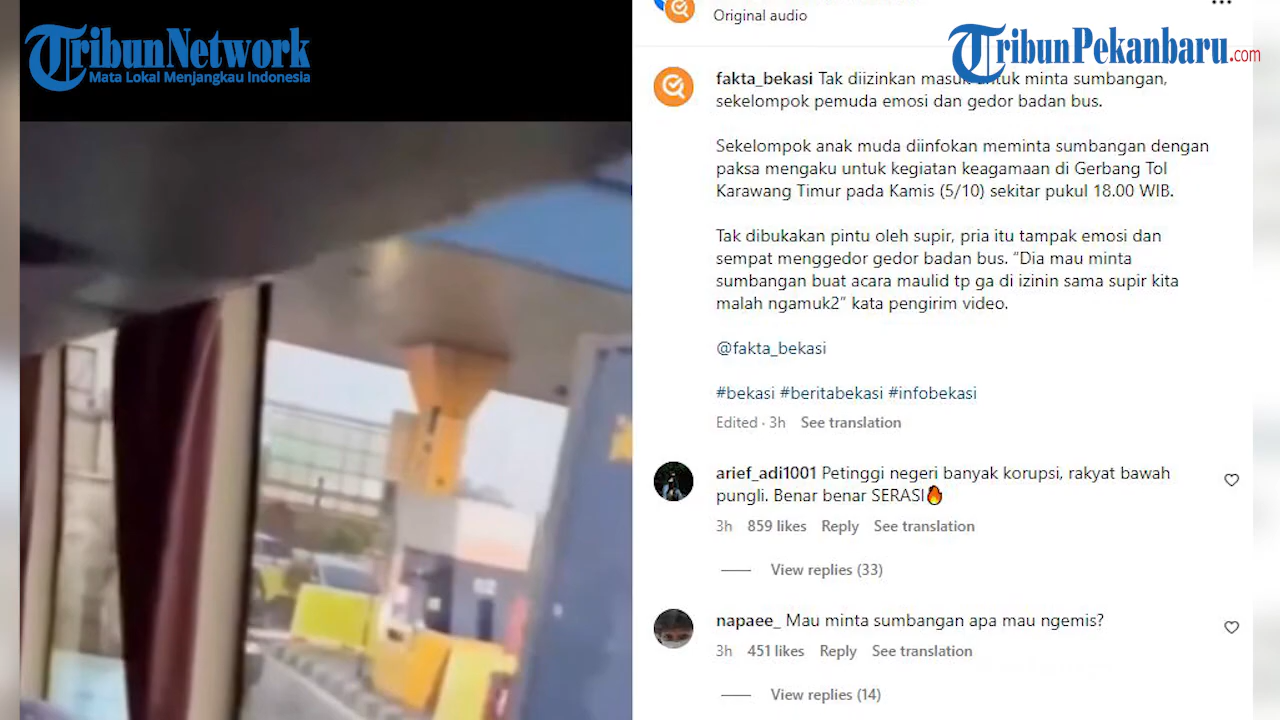 TribunNetwork
Mata Lokal Menjangkau Indonesia
Original audio
TribunPekanbaru.com
fakta_bekasi Tak diizinkan masuk untuk minta sumbangan,
sekelompok pemuda emosi dan gedor badan bus.
Sekelompok anak muda diinfokan meminta sumbangan dengan
paksa mengaku untuk kegiatan keagamaan di Gerbang Tol
Karawang Timur pada Kamis (5/10) sekitar pukul 18.00 WIB.
Tak dibukakan pintu oleh supir, pria itu tampak emosi dan
sempat menggedor gedor badan bus. “Dia mau minta
sumbangan buat acara maulid tp ga di izinin sama supir kita
malah ngamuk2” kata pengirim video.
@fakta_bekasi
#bekasi #beritabekasi #infobekasi
Edited · 3h See translation
arief_adi1001 Petinggi negeri banyak korupsi, rakyat bawah
pungli. Benar benar SERASI🔥
3h 859 likes Reply See translation
View replies (33)
napaee_ Mau minta sumbangan apa mau ngemis?
3h 451 likes Reply See translation
View replies (14)